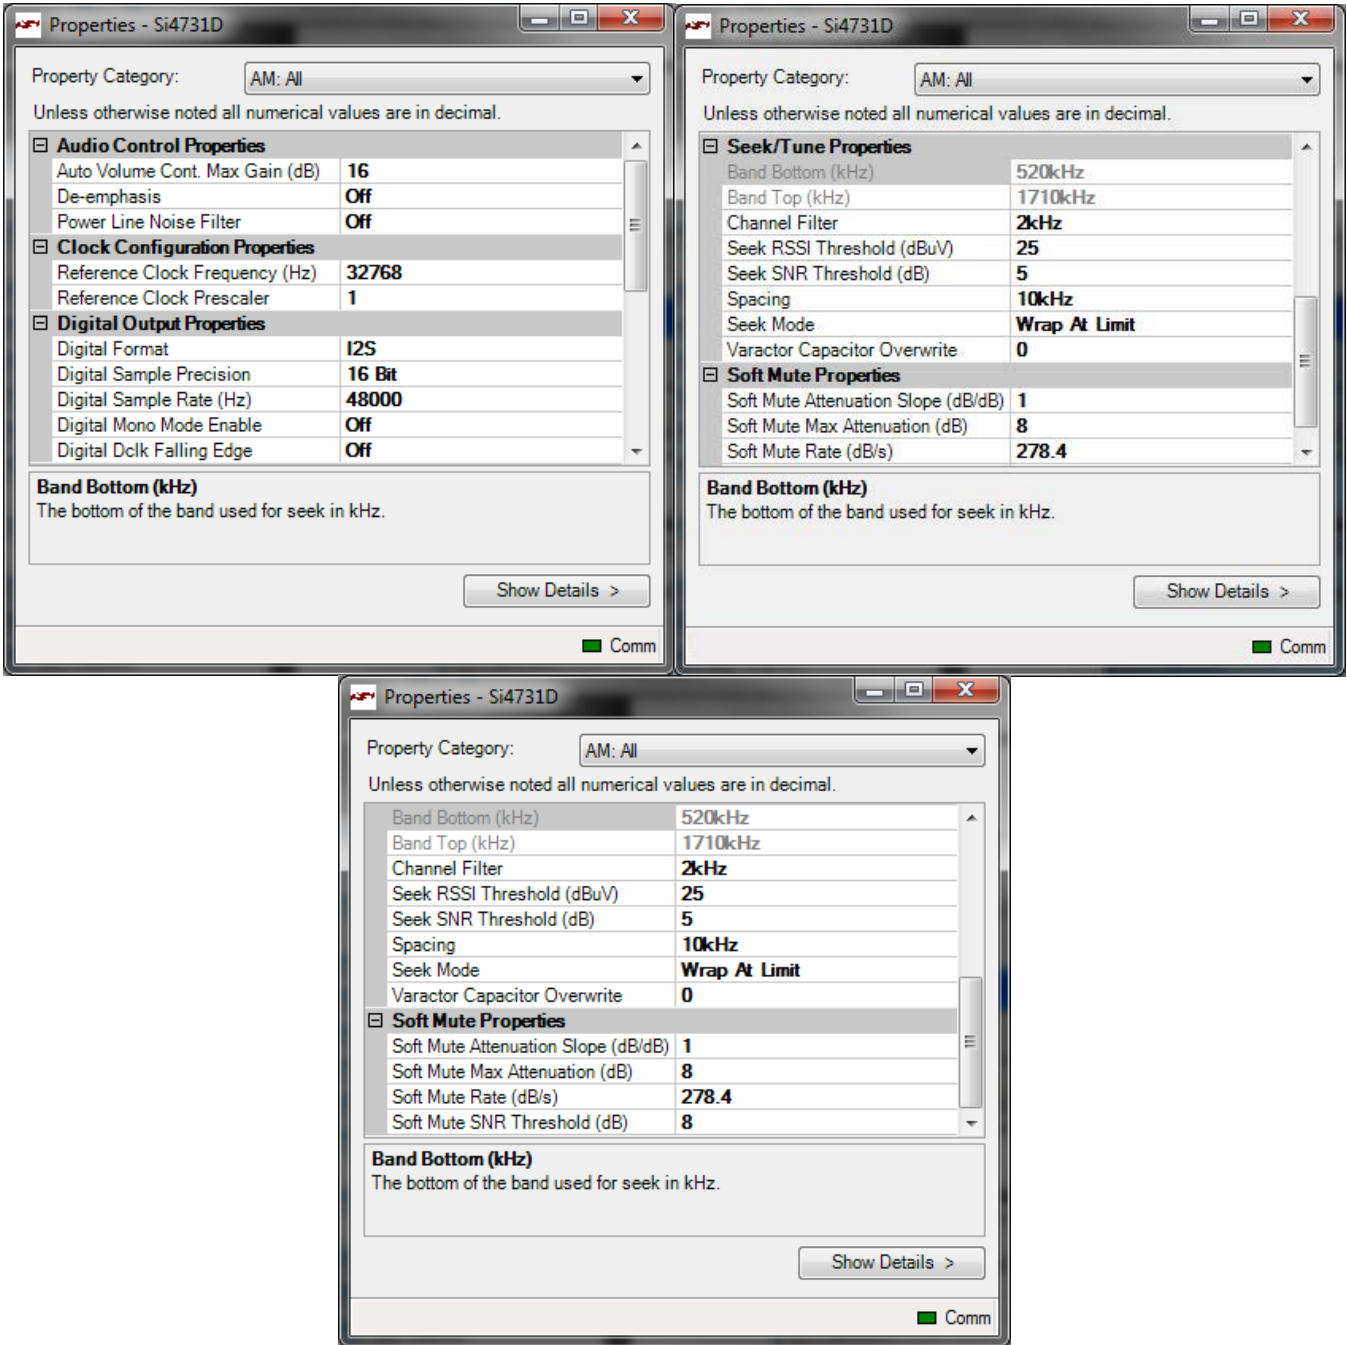 Properties - Si4731D
Property Category: AM: All
Unless otherwise noted all numerical values are in decimal.
Audio Control Properties
Auto Volume Cont. Max Gain (dB) 16
De-emphasis Off
Power Line Noise Filter Off
Clock Configuration Properties
Reference Clock Frequency (Hz) 32768
Reference Clock Prescaler 1
Digital Output Properties
Digital Format I2S
Digital Sample Precision 16 Bit
Digital Sample Rate (Hz) 48000
Digital Mono Mode Enable Off
Digital Dclk Falling Edge Off
Band Bottom (kHz)
The bottom of the band used for seek in kHz.
Show Details >
Comm
Properties - Si4731D
Property Category: AM: All
Unless otherwise noted all numerical values are in decimal.
Seek/Tune Properties
Band Bottom (kHz) 520kHz
Band Top (kHz) 1710kHz
Channel Filter 2kHz
Seek RSSI Threshold (dBuV) 25
Seek SNR Threshold (dB) 5
Spacing 10kHz
Seek Mode Wrap At Limit
Varactor Capacitor Overwrite 0
Soft Mute Properties
Soft Mute Attenuation Slope (dB/dB) 1
Soft Mute Max Attenuation (dB) 8
Soft Mute Rate (dB/s) 278.4
Band Bottom (kHz)
The bottom of the band used for seek in kHz.
Show Details >
Comm
Properties - Si4731D
Property Category: AM: All
Unless otherwise noted all numerical values are in decimal.
Band Bottom (kHz) 520kHz
Band Top (kHz) 1710kHz
Channel Filter 2kHz
Seek RSSI Threshold (dBuV) 25
Seek SNR Threshold (dB) 5
Spacing 10kHz
Seek Mode Wrap At Limit
Varactor Capacitor Overwrite 0
Soft Mute Properties
Soft Mute Attenuation Slope (dB/dB) 1
Soft Mute Max Attenuation (dB) 8
Soft Mute Rate (dB/s) 278.4
Soft Mute SNR Threshold (dB) 8
Band Bottom (kHz)
The bottom of the band used for seek in kHz.
Show Details >
Comm